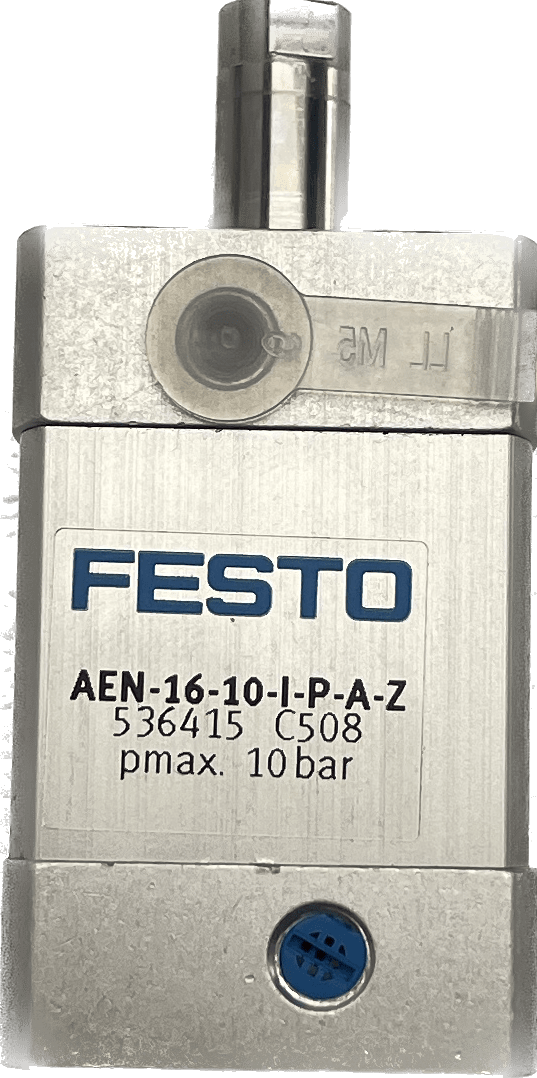 LL M5
FESTO
AEN-16-10-I-P-A-Z
536415 C508
pmax. 10 bar